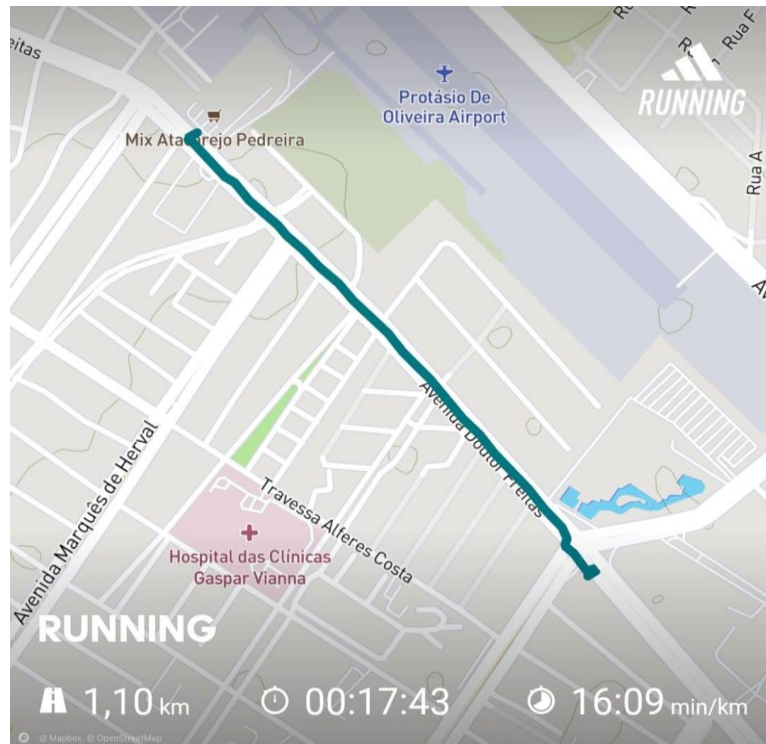 eitas
Mix Ata rejo Pedreira
Protásio De
Oliveira Airport
Rua F
RUNNING
Rua A
Avenida Doutor Freitas
Avenida Marquês de Herval
Travessa Alferes Costa
Hospital das Clínicas
Gaspar Vianna
RUNNING
1,10 km
00:17:43
16:09 min/km
© Mapbox, © OpenStreetMap